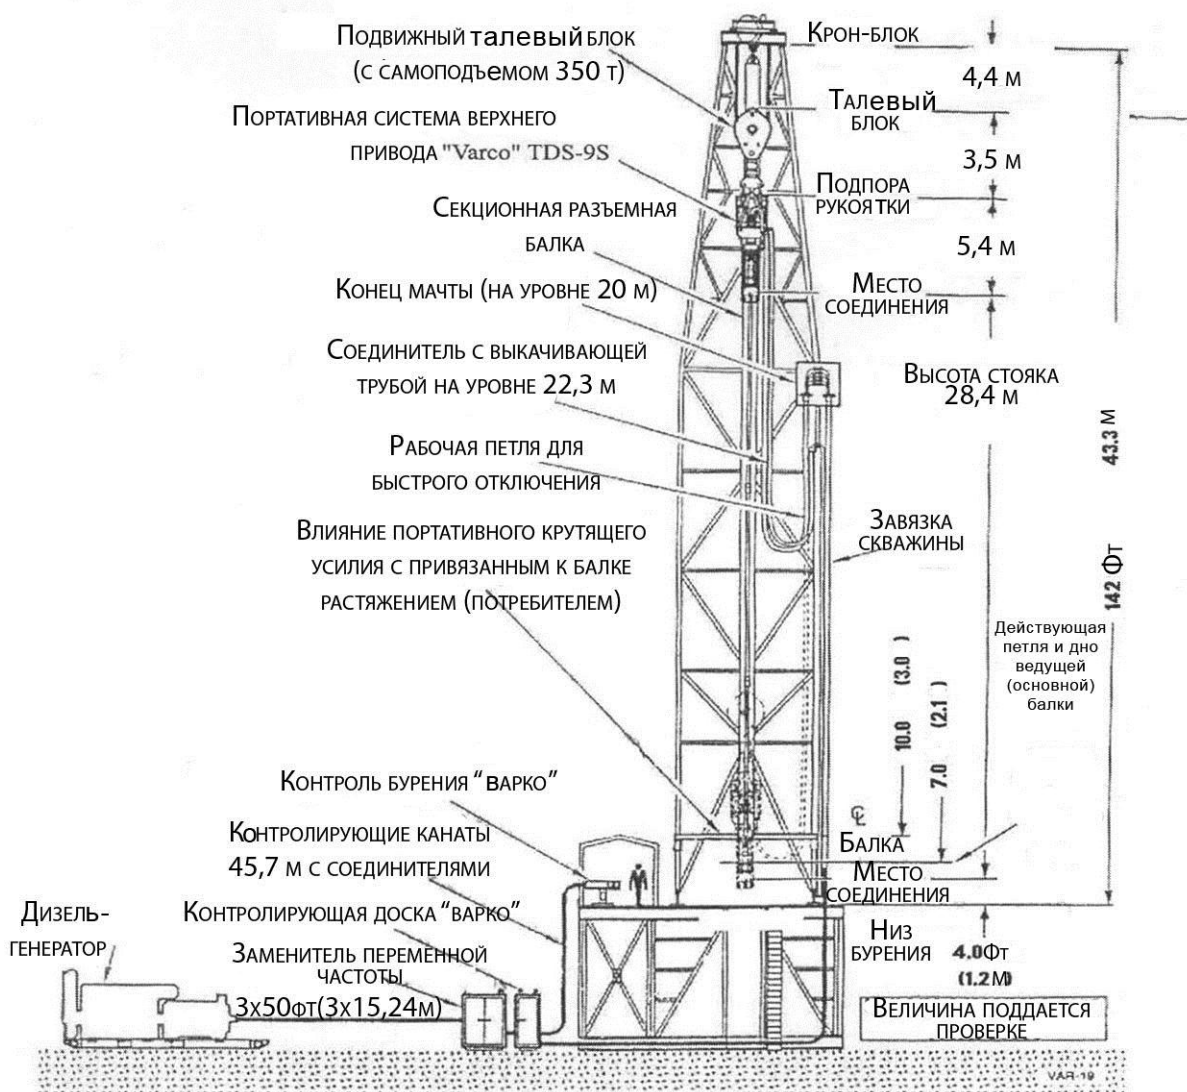 Подвижный талевый блок
(с самоподъемом 350 т)
Крон-блок
4,4 м
Талевый
блок
Портативная система верхнего
привода "Varco" TDS-9S
3,5 м
Подпора
рукоятки
Секционная разъемная
балка
5,4 м
Конец мачты (на уровне 20 м)
Место
соединения
Соединитель с выкачивающей
трубой на уровне 22,3 м
Высота стояка
28,4 м
43.3 м
142 Фт
Рабочая петля для
быстрого отключения
Завязка
скважины
Влияние портативного крутящего
усилия с привязанным к балке
растяжением (потребителем)
Действующая
петля и дно
ведущей
(основной)
балки
10.0 (3.0 )
7.0 (2.1 )
Контроль бурения “варко”
℄
Балка
Контролирующие канаты
45,7 м с соединителями
Место
соединения
Дизель-
генератор
Контролирующая доска “варко”
Заменитель переменной
частоты
3х50фт(3х15,24м)
Низ
бурения
4.0Фт
(1.2м)
Величина поддается
проверке
VAR-19